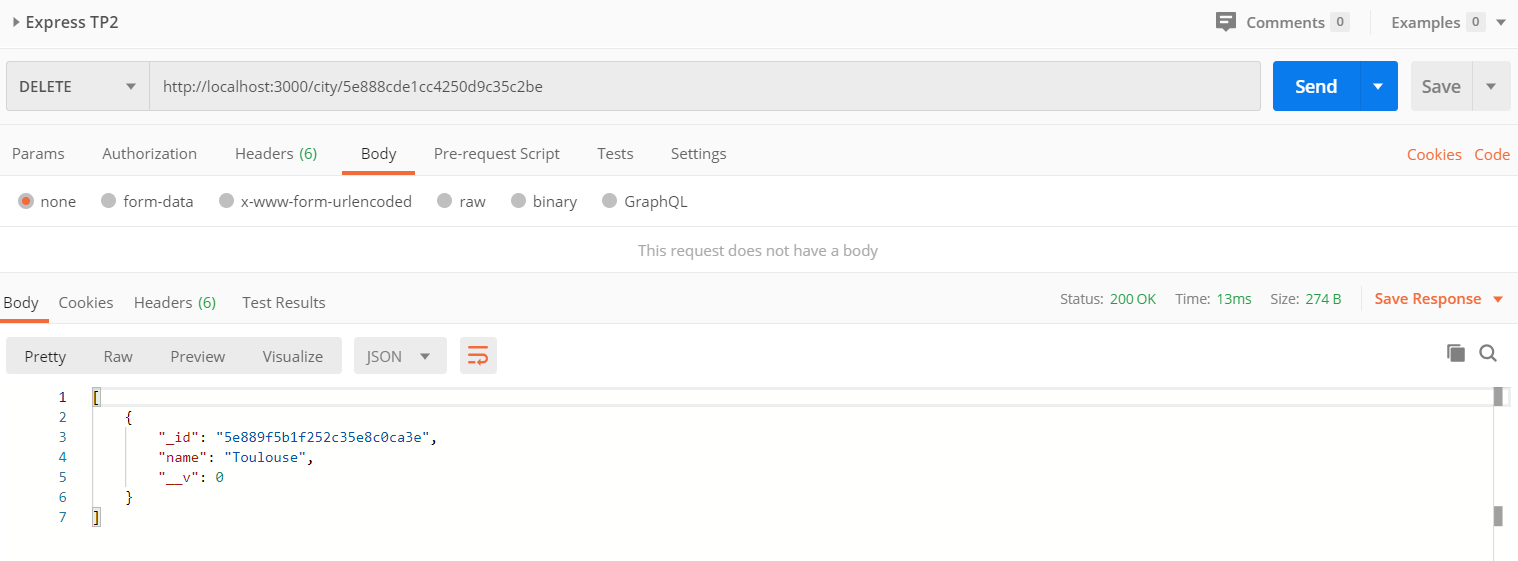 Express TP2 Comments 0 Examples 0
DELETE http://localhost:3000/city/5e888cde1cc4250d9c35c2be Send Save
Params Authorization Headers (6) Body Pre-request Script Tests Settings Cookies Code
none form-data x-www-form-urlencoded raw binary GraphQL
This request does not have a body
Body Cookies Headers (6) Test Results Status: 200 OK Time: 13ms Size: 274 B Save Response
Pretty Raw Preview Visualize JSON
1 [
2 {
3 "_id": "5e889f5b1f252c35e8c0ca3e",
4 "name": "Toulouse",
5 "__v": 0
6 }
7 ]